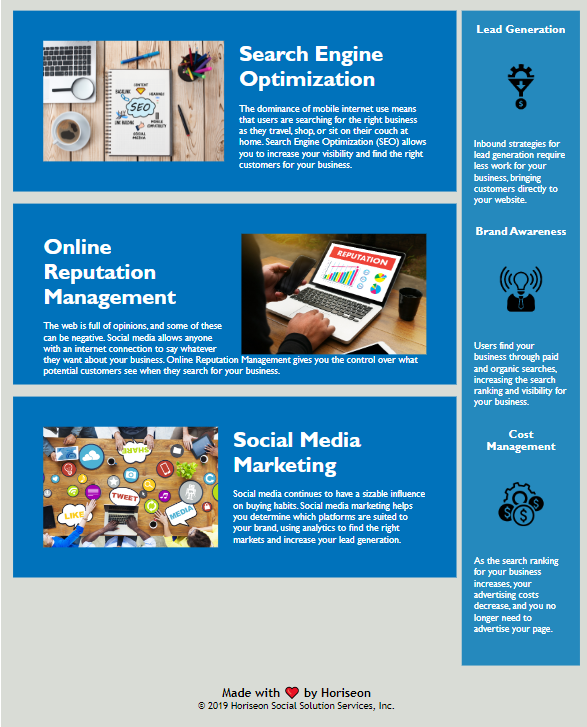 Search Engine
Optimization
The dominance of mobile internet use means
that users are searching for the right business
as they travel, shop, or sit on their couch at
home. Search Engine Optimization (SEO) allows
you to increase your visibility and find the right
customers for your business.
CONTENT
BACKLINK
SEO
LINK BUILDING
SOCIAL
MEDIA
Online
Reputation
Management
The web is full of opinions, and some of these
can be negative. Social media allows anyone
with an internet connection to say whatever
they want about your business. Online Reputation Management gives you the control over what
potential customers see when they search for your business.
REPUTATION
Social Media
Marketing
Social media continues to have a sizable influence
on buying habits. Social media marketing helps
you determine which platforms are suited to
your brand, using analytics to find the right
markets and increase your lead generation.
SHARE
TWEET
LIKE
MEDIA
Lead Generation
Inbound strategies for
lead generation require
less work for your
business, bringing
customers directly to
your website.
Brand Awareness
Users find your
business through paid
and organic searches,
increasing the search
ranking and visibility for
your business.
Cost
Management
As the search ranking
for your business
increases, your
advertising costs
decrease, and you no
longer need to
advertise your page.
Made with ❤️ by Horiseon
© 2019 Horiseon Social Solution Services, Inc.